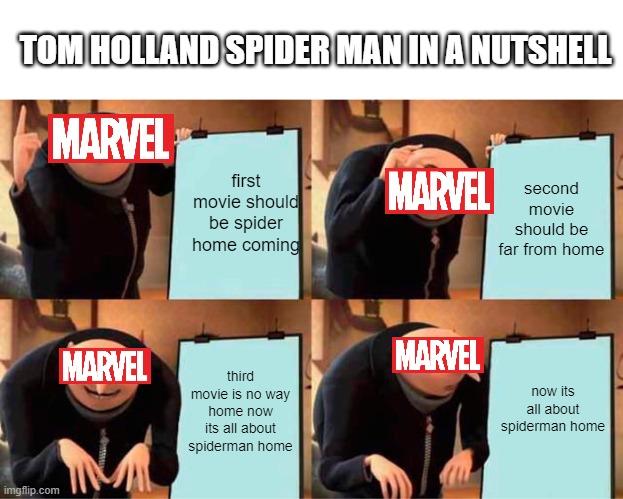 TOM HOLLAND SPIDER MAN IN A NUTSHELL
MARVEL
first
movie should
be spider
home coming
MARVEL
second
movie
should be
far from home
MARVEL
third
movie is no way
home now
its all about
spiderman home
MARVEL
now its
all about
spiderman home
imgflip.com